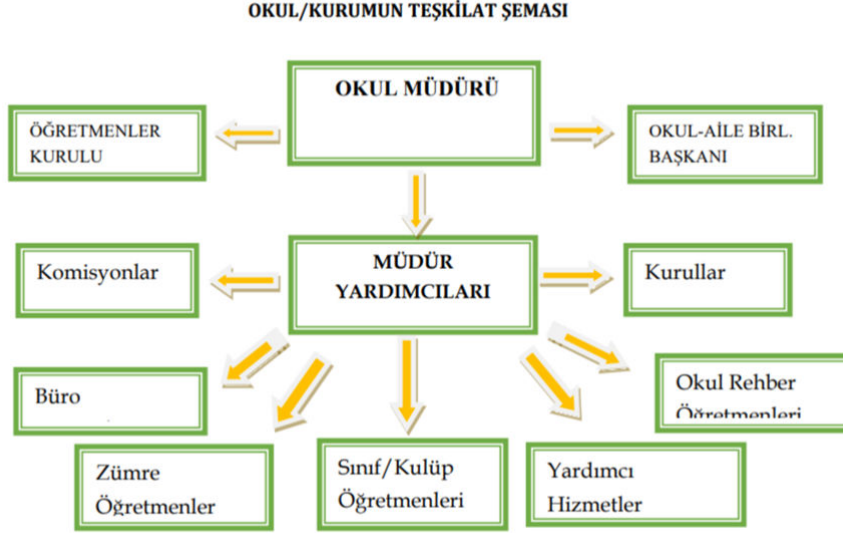 OKUL/KURUMUN TEŞKİLAT ŞEMASI
OKUL MÜDÜRÜ
ÖĞRETMENLER
KURULU
OKUL-AİLE BİRL.
BAŞKANI
MÜDÜR
YARDIMCILARI
Komisyonlar
Kurullar
Büro
Okul Rehber
Öğretmenleri
Zümre
Öğretmenler
Sınıf/Kulüp
Öğretmenleri
Yardımcı
Hizmetler